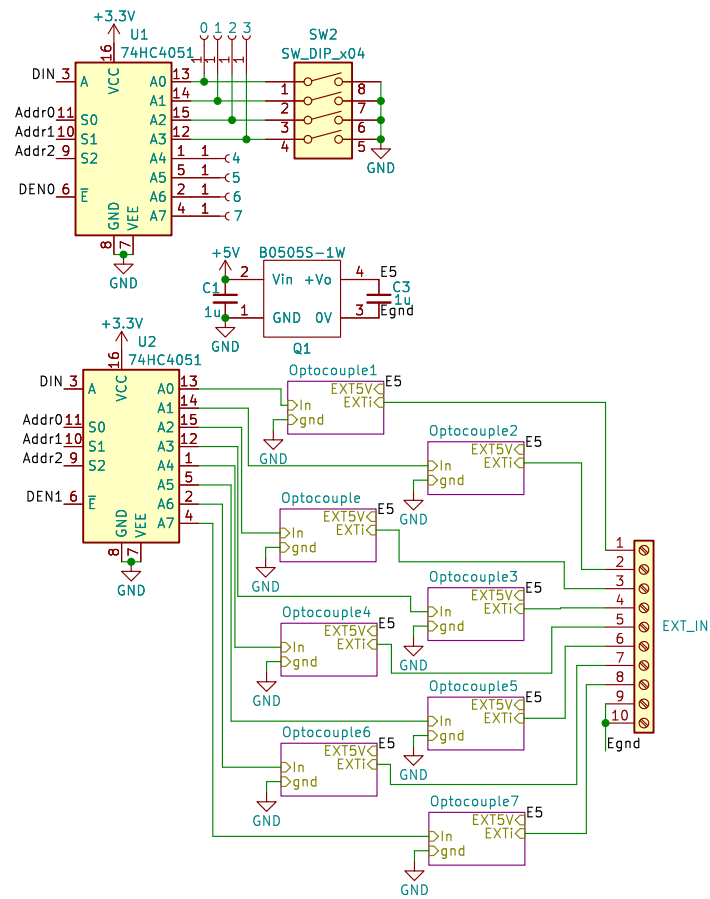 +3.3V
U1
0 1 2 3
SW2
74HC4051
SW_DIP_x04
16
1 1 1 1
DIN 3 A VCC A0 13
A1 14 1 8
Addr0 11 S0 A2 15 2 7
Addr1 10 S1 A3 12 3 6
Addr2 9 S2 A4 1 1 4 4 5
A5 5 1 5
GND
DEN0 6 E A6 2 1 6
GND VEE A7 4 1 7
8 7
GND
+5V
B0505S-1W
E5
2 Vin +Vo 4
C1
1u
C3
1u
1 GND 0V 3
Egnd
GND
Q1
+3.3V
U2
74HC4051
16
DIN 3 A VCC A0 13
A1 14
Addr0 11 S0 A2 15
Addr1 10 S1 A3 12
Addr2 9 S2 A4 1
A5 5
DEN1 6 E A6 2
GND VEE A7 4
8 7
GND
Optocouple1
EXT5V E5
EXTi
In
gnd
GND
Optocouple2
EXT5V E5
EXTi
In
gnd
GND
Optocouple
EXT5V E5
EXTi
In
gnd
GND
Optocouple3
EXT5V E5
EXTi
In
gnd
GND
Optocouple4
EXT5V E5
EXTi
In
gnd
GND
Optocouple5
EXT5V E5
EXTi
In
gnd
GND
Optocouple6
EXT5V E5
EXTi
In
gnd
GND
Optocouple7
EXT5V E5
EXTi
In
gnd
GND
1
2
3
4
5
EXT_IN
6
7
8
9
10
Egnd